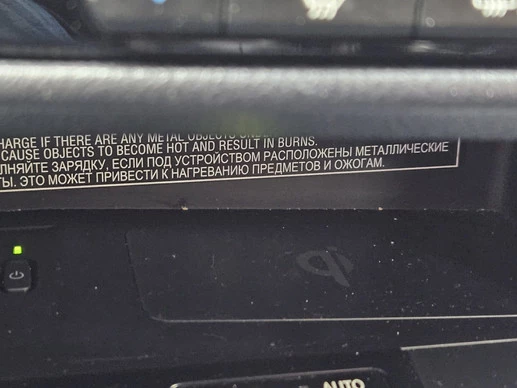 CHARGE IF THERE ARE ANY METAL OBJECTS
CAUSE OBJECTS TO BECOME HOT AND RESULT IN BURNS.
ЛНЯЙТЕ ЗАРЯДКУ, ЕСЛИ ПОД УСТРОЙСТВОМ РАСПОЛОЖЕНЫ МЕТАЛЛИЧЕСКИЕ
ТЫ. ЭТО МОЖЕТ ПРИВЕСТИ К НАГРЕВАНИЮ ПРЕДМЕТОВ И ОЖОГАМ.
AUTO